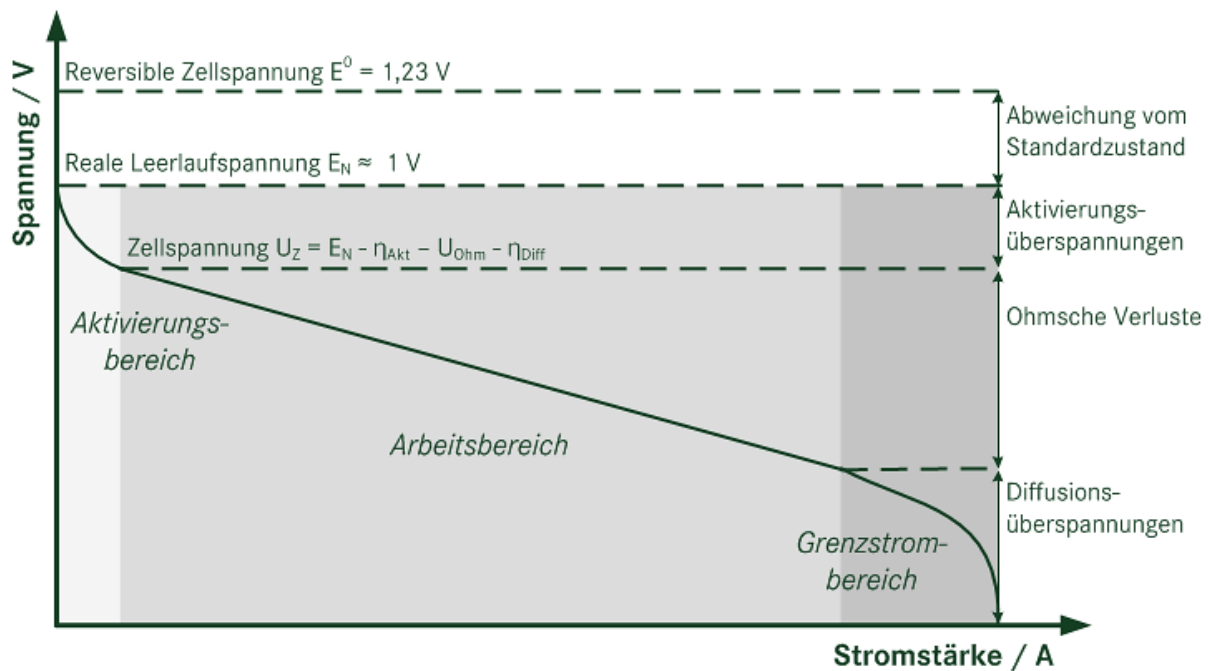 Spannung / V
Reversible Zellspannung E⁰ = 1,23 V
Abweichung vom
Standardzustand
Reale Leerlaufspannung E_N ≈ 1 V
Aktivierungs-
überspannungen
Zellspannung U_Z = E_N - η_Akt – U_Ohm - η_Diff
Aktivierungs-
bereich
Ohmsche Verluste
Arbeitsbereich
Diffusions-
überspannungen
Grenzstrom-
bereich
Stromstärke / A